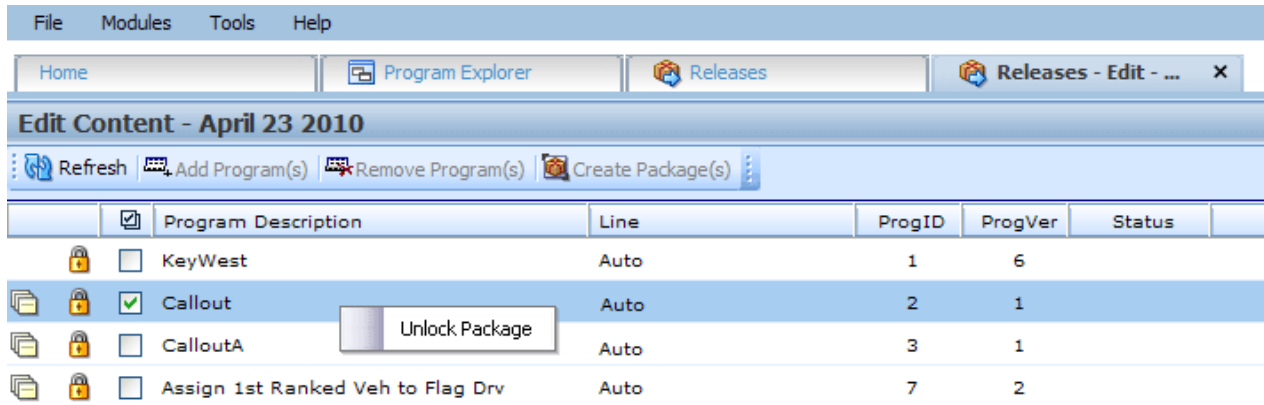 File Modules Tools Help
Home Program Explorer Releases Releases - Edit - ... x
Edit Content - April 23 2010
Refresh Add Program(s) Remove Program(s) Create Package(s)
Program Description Line ProgID ProgVer Status
KeyWest Auto 1 6
Callout Auto 2 1
Unlock Package
CalloutA Auto 3 1
Assign 1st Ranked Veh to Flag Drv Auto 7 2